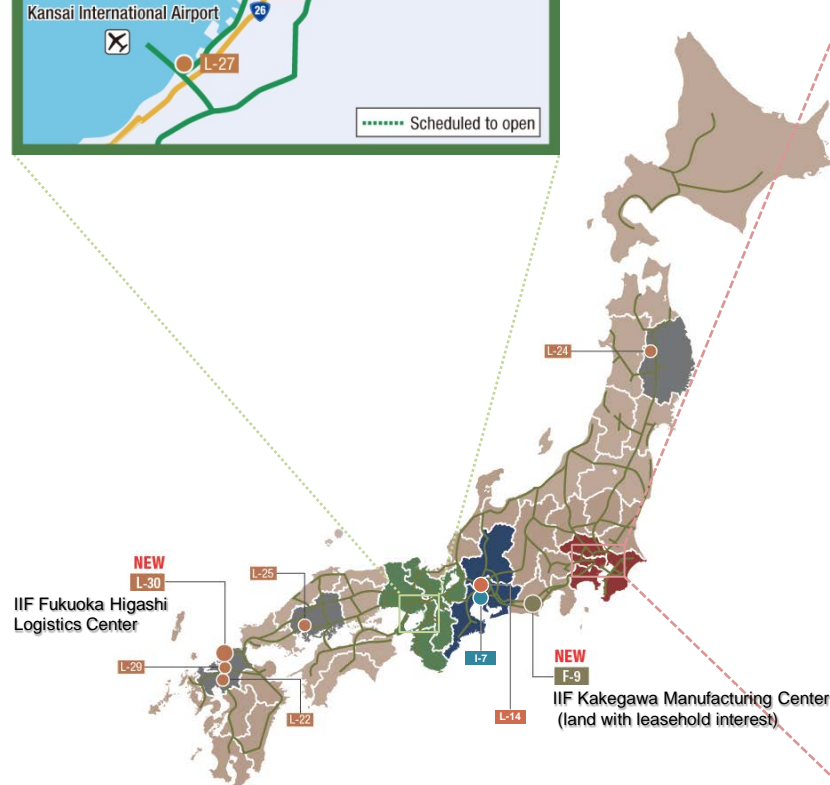 Kansai International Airport
26
L-27
Scheduled to open
L-24
NEW
L-30
IIF Fukuoka Higashi
Logistics Center
L-25
L-29
L-22
I-7
L-14
NEW
F-9
IIF Kakegawa Manufacturing Center
(land with leasehold interest)